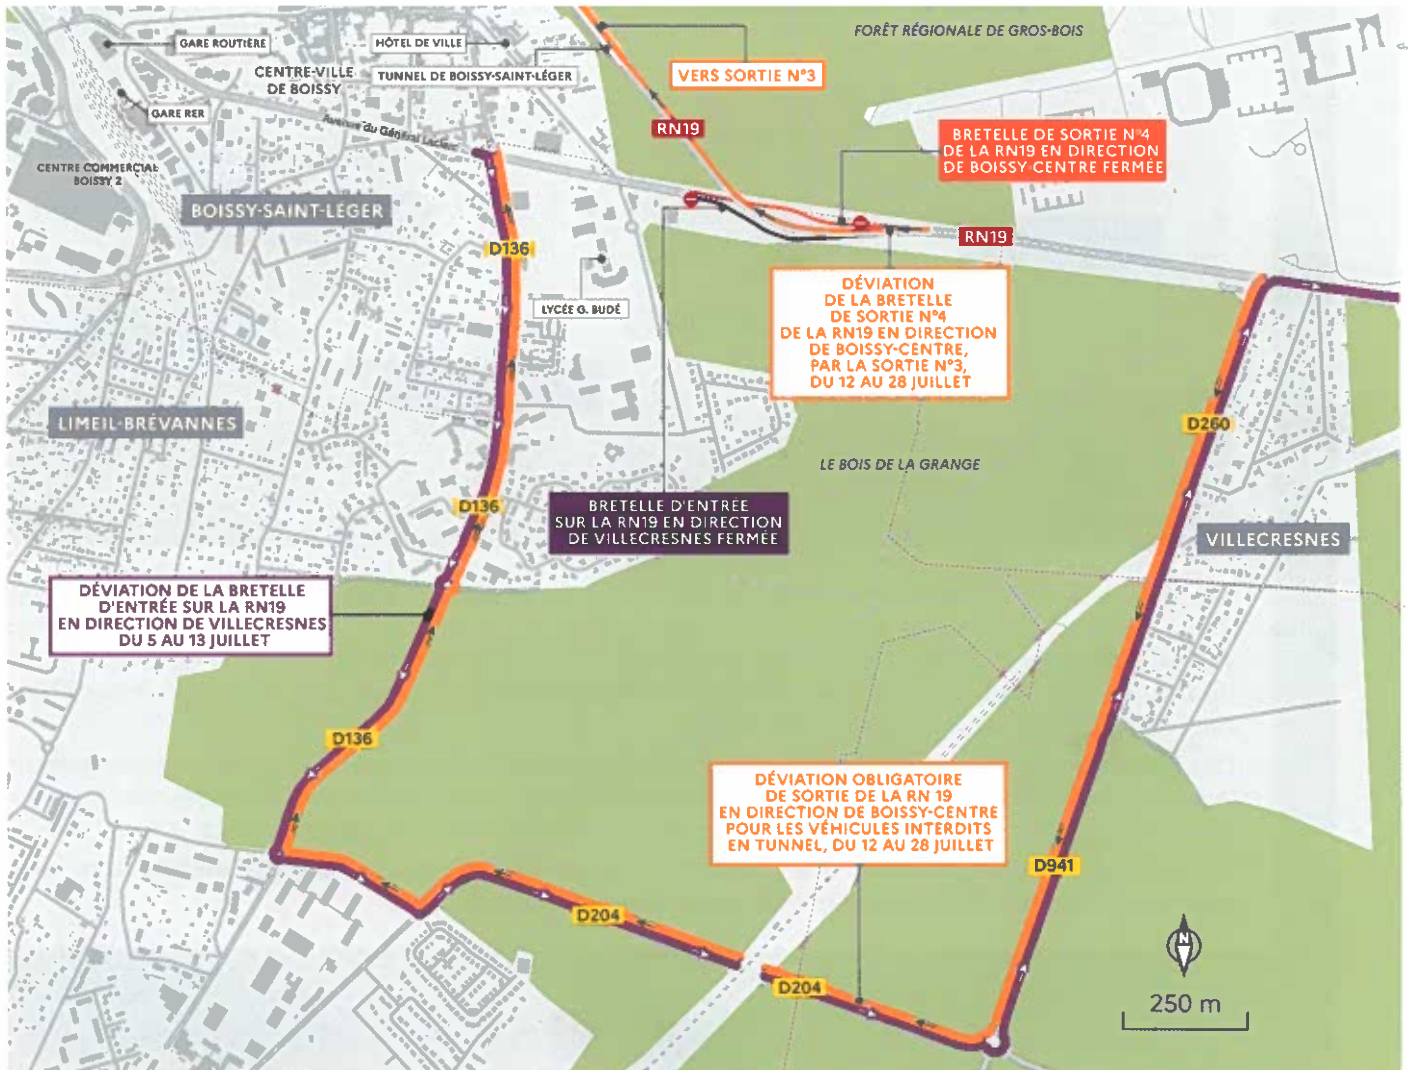 FORÊT RÉGIONALE DE GROS-BOIS
GARE ROUTIÈRE
HÔTEL DE VILLE
CENTRE-VILLE
DE BOISSY
TUNNEL DE BOISSY-SAINT-LÉGER
VERS SORTIE N°3
GARE RER
Avenue du Général Leclerc
RN19
BRETELLE DE SORTIE N°4
DE LA RN19 EN DIRECTION
DE BOISSY-CENTRE FERMÉE
CENTRE COMMERCIAL
BOISSY 2
BOISSY-SAINT-LÉGER
D136
RN19
LYCÉE G. BUDÉ
DÉVIATION
DE LA BRETELLE
DE SORTIE N°4
DE LA RN19 EN DIRECTION
DE BOISSY-CENTRE,
PAR LA SORTIE N°3,
DU 12 AU 28 JUILLET
LIMEIL-BRÉVANNES
D260
LE BOIS DE LA GRANGE
D136
BRETELLE D'ENTRÉE
SUR LA RN19 EN DIRECTION
DE VILLECRESNES FERMÉE
VILLECRESNES
DÉVIATION DE LA BRETELLE
D'ENTRÉE SUR LA RN19
EN DIRECTION DE VILLECRESNES
DU 5 AU 13 JUILLET
D136
DÉVIATION OBLIGATOIRE
DE SORTIE DE LA RN 19
EN DIRECTION DE BOISSY-CENTRE
POUR LES VÉHICULES INTERDITS
EN TUNNEL, DU 12 AU 28 JUILLET
D941
D204
D204
N
250 m